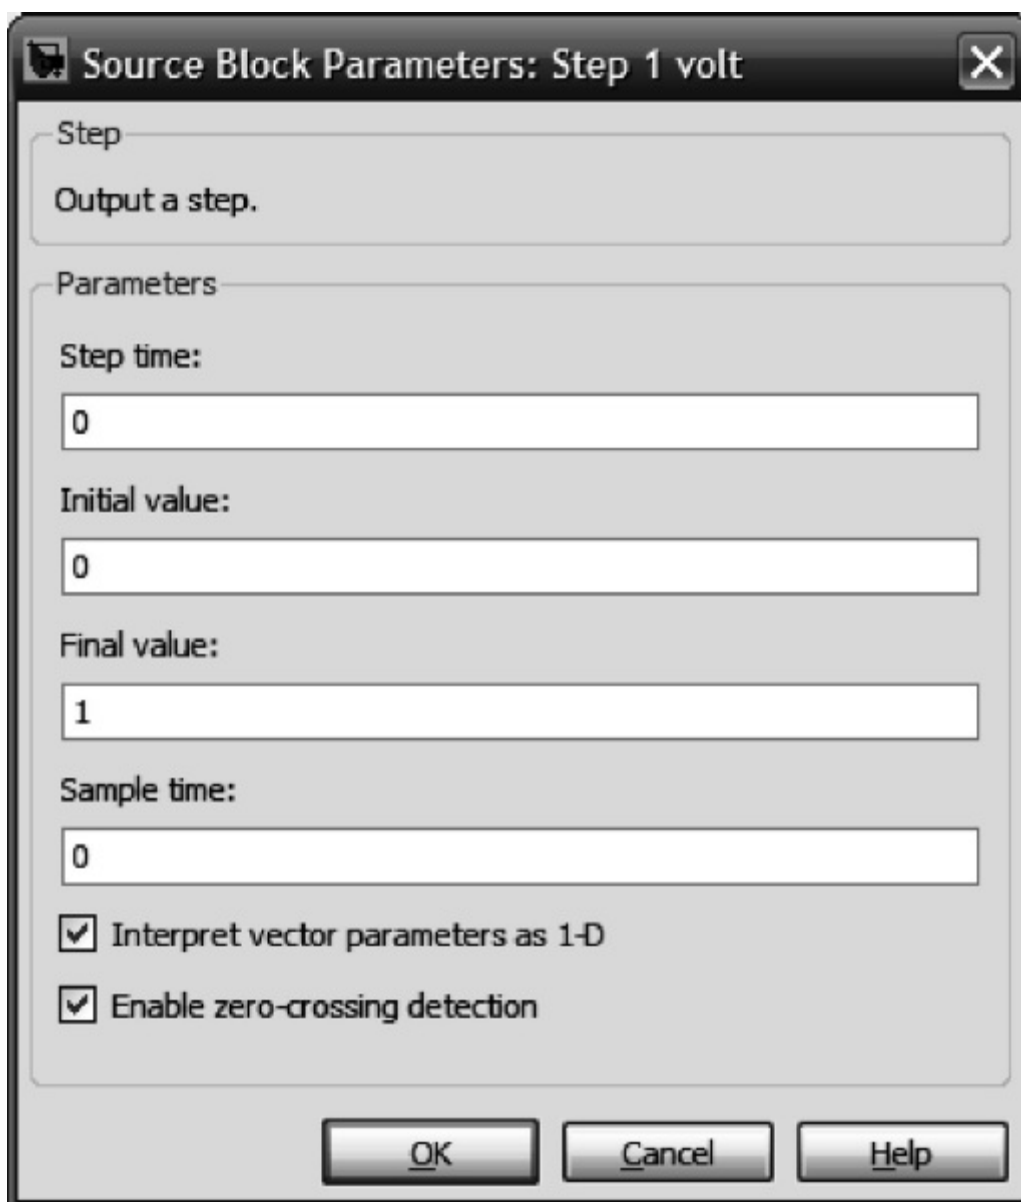 Source Block Parameters: Step 1 volt
Step
Output a step.
Parameters
Step time:
0
Initial value:
0
Final value:
1
Sample time:
0
Interpret vector parameters as 1-D
Enable zero-crossing detection
OK Cancel Help